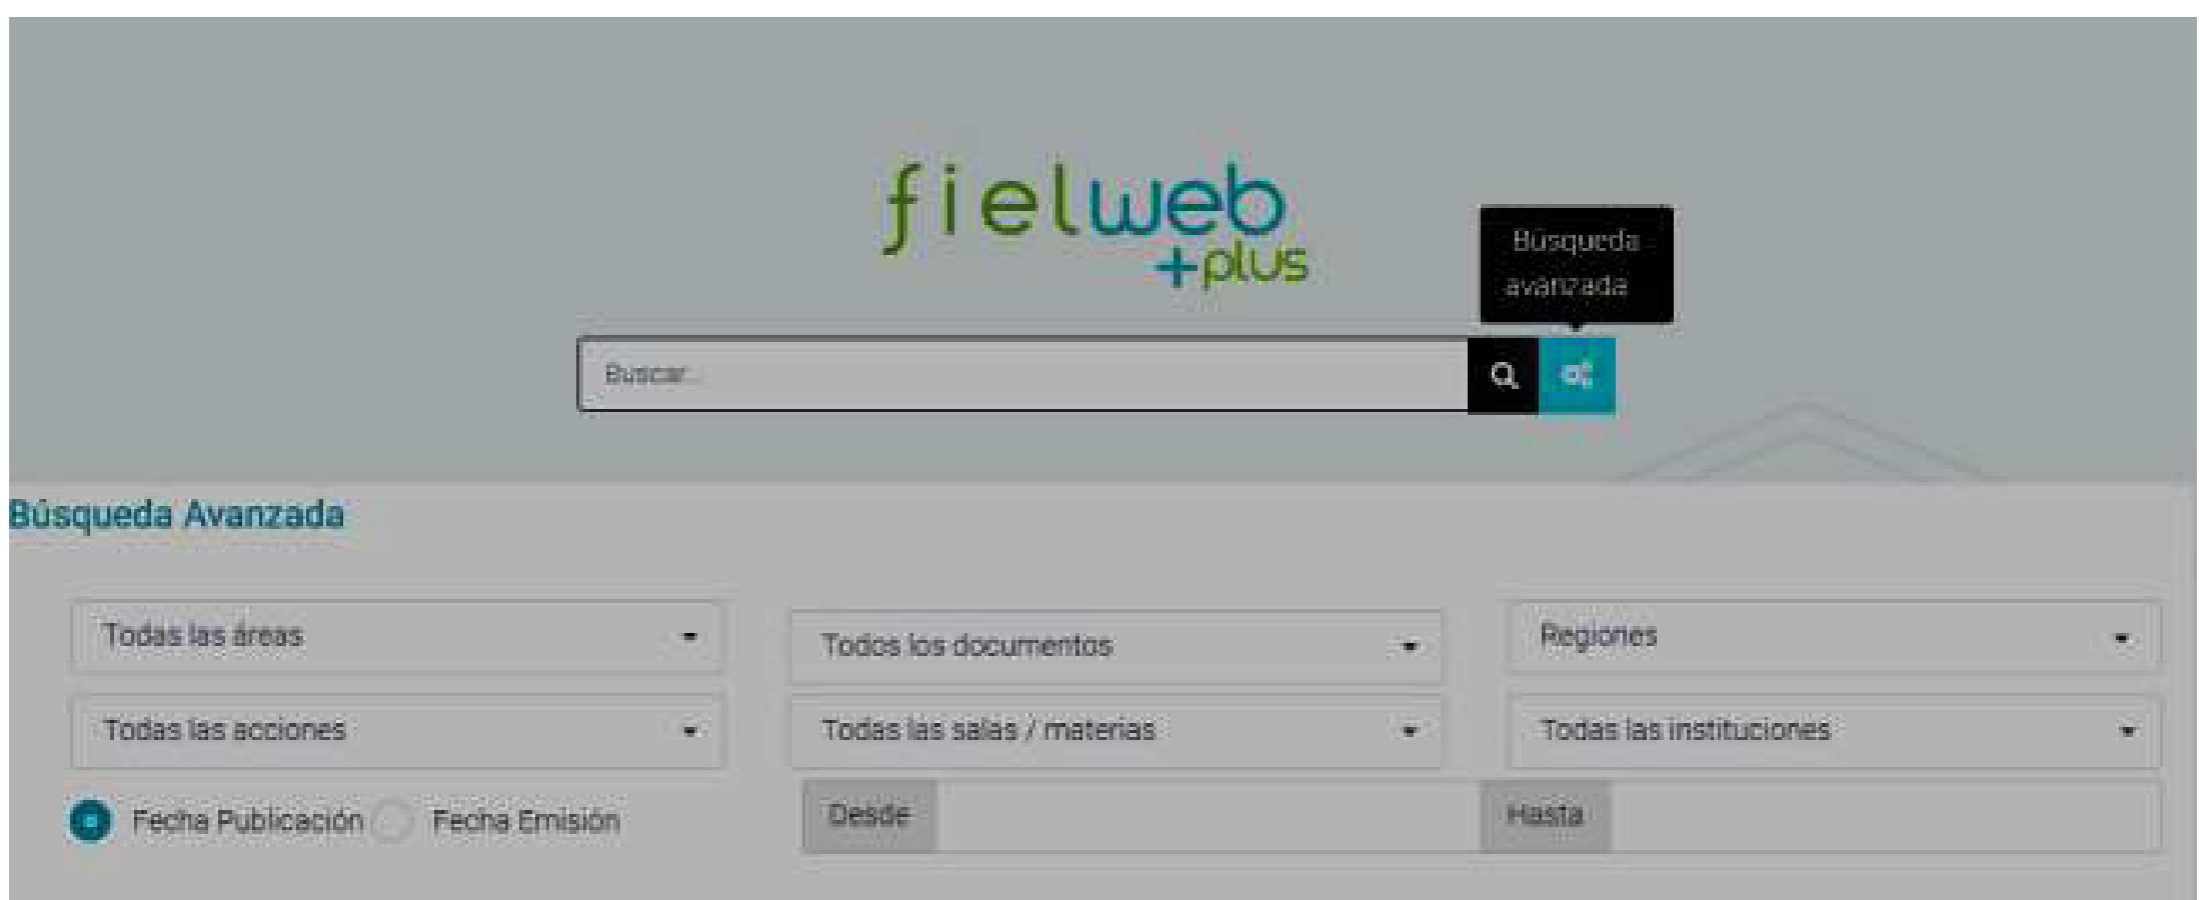 fielweb
+plus
Búsqueda
avanzada
Buscar...
Búsqueda Avanzada
Todas las áreas
Todos los documentos
Regiones
Todas las acciones
Todas las salas / materias
Todas las instituciones
Fecha Publicación
Fecha Emisión
Desde
Hasta